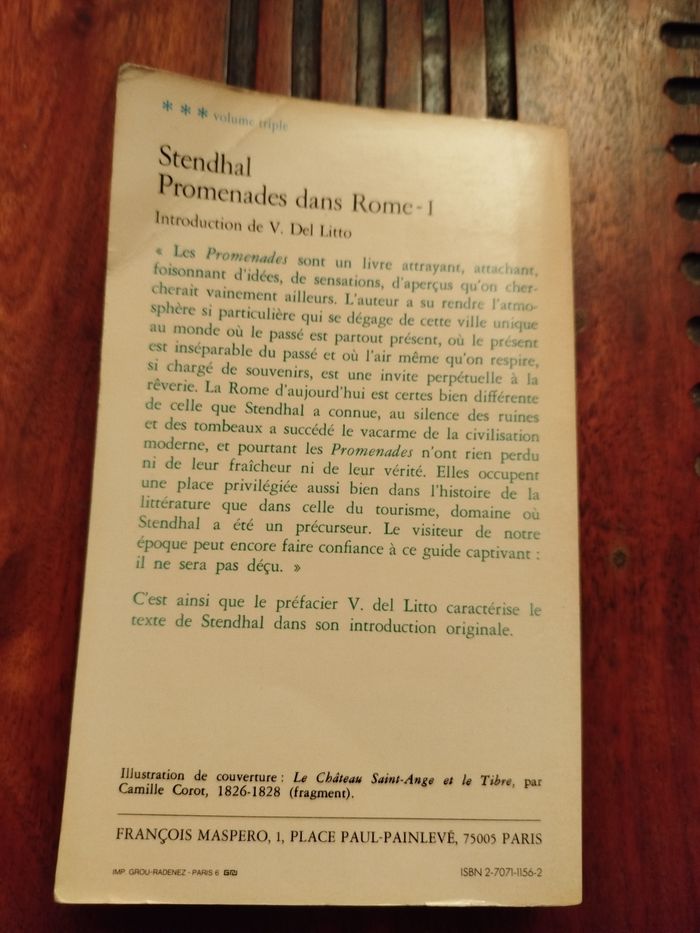 * * * volume triple
Stendhal
Promenades dans Rome - 1
Introduction de V. Del Litto
« Les Promenades sont un livre attrayant, attachant,
foisonnant d'idées, de sensations, d'aperçus qu'on cher-
cherait vainement ailleurs. L'auteur a su rendre l'atmo-
sphère si particulière qui se dégage de cette ville unique
au monde où le passé est partout présent, où le présent
est inséparable du passé et où l'air même qu'on respire,
si chargé de souvenirs, est une invite perpétuelle à la
rêverie. La Rome d'aujourd'hui est certes bien différente
de celle que Stendhal a connue, au silence des ruines
et des tombeaux a succédé le vacarme de la civilisation
moderne, et pourtant les Promenades n'ont rien perdu
ni de leur fraîcheur ni de leur vérité. Elles occupent
une place privilégiée aussi bien dans l'histoire de la
littérature que dans celle du tourisme, domaine où
Stendhal a été un précurseur. Le visiteur de notre
époque peut encore faire confiance à ce guide captivant :
il ne sera pas déçu. »
C'est ainsi que le préfacier V. del Litto caractérise le
texte de Stendhal dans son introduction originale.
Illustration de couverture : Le Château Saint-Ange et le Tibre, par
Camille Corot, 1826-1828 (fragment).
FRANÇOIS MASPERO, 1, PLACE PAUL-PAINLEVÉ, 75005 PARIS
IMP. GROU-RADENEZ - PARIS 6 GRJ ISBN 2-7071-1156-2